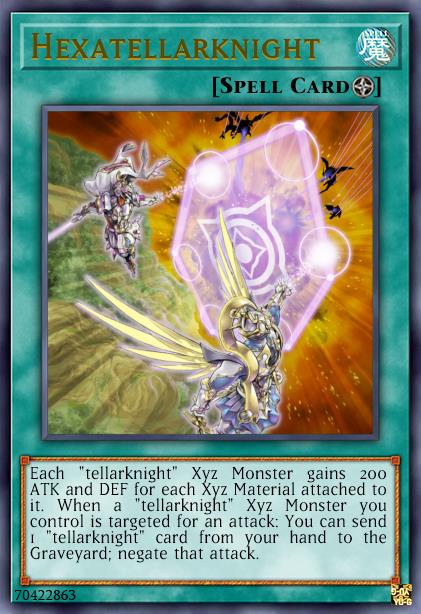 Hexatellarknight
SPELL
魔
[Spell Card]
Each "tellarknight" Xyz Monster gains 200
ATK and DEF for each Xyz Material attached to
it. When a "tellarknight" Xyz Monster you
control is targeted for an attack: You can send
1 "tellarknight" card from your hand to the
Graveyard; negate that attack.
70422863